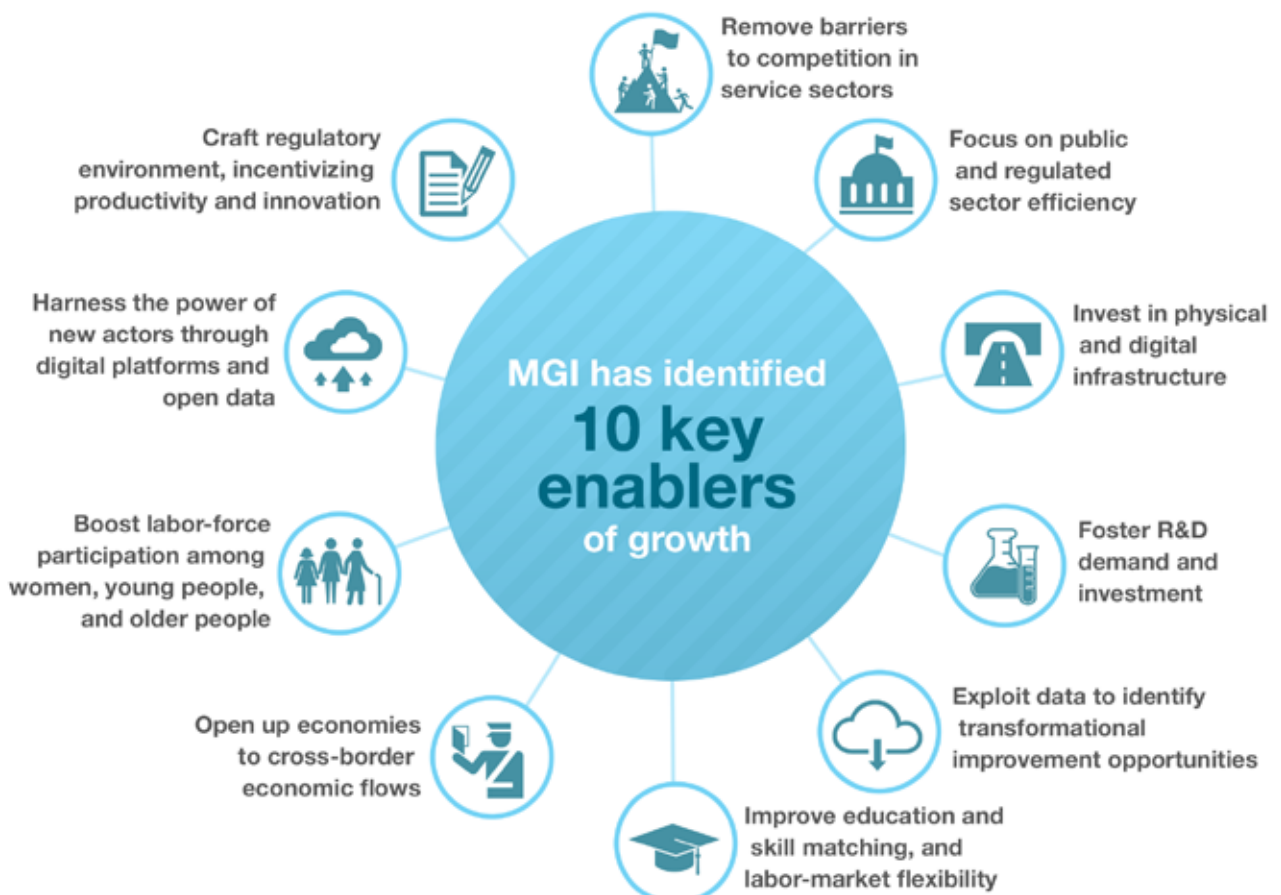 Remove barriers
to competition in
service sectors
Focus on public
and regulated
sector efficiency
Invest in physical
and digital
infrastructure
Foster R&D
demand and
investment
Exploit data to identify
transformational
improvement opportunities
Improve education and
skill matching, and
labor-market flexibility
Open up economies
to cross-border
economic flows
Boost labor-force
participation among
women, young people,
and older people
Harness the power of
new actors through
digital platforms and
open data
Craft regulatory
environment, incentivizing
productivity and innovation
MGI has identified
10 key
enablers
of growth